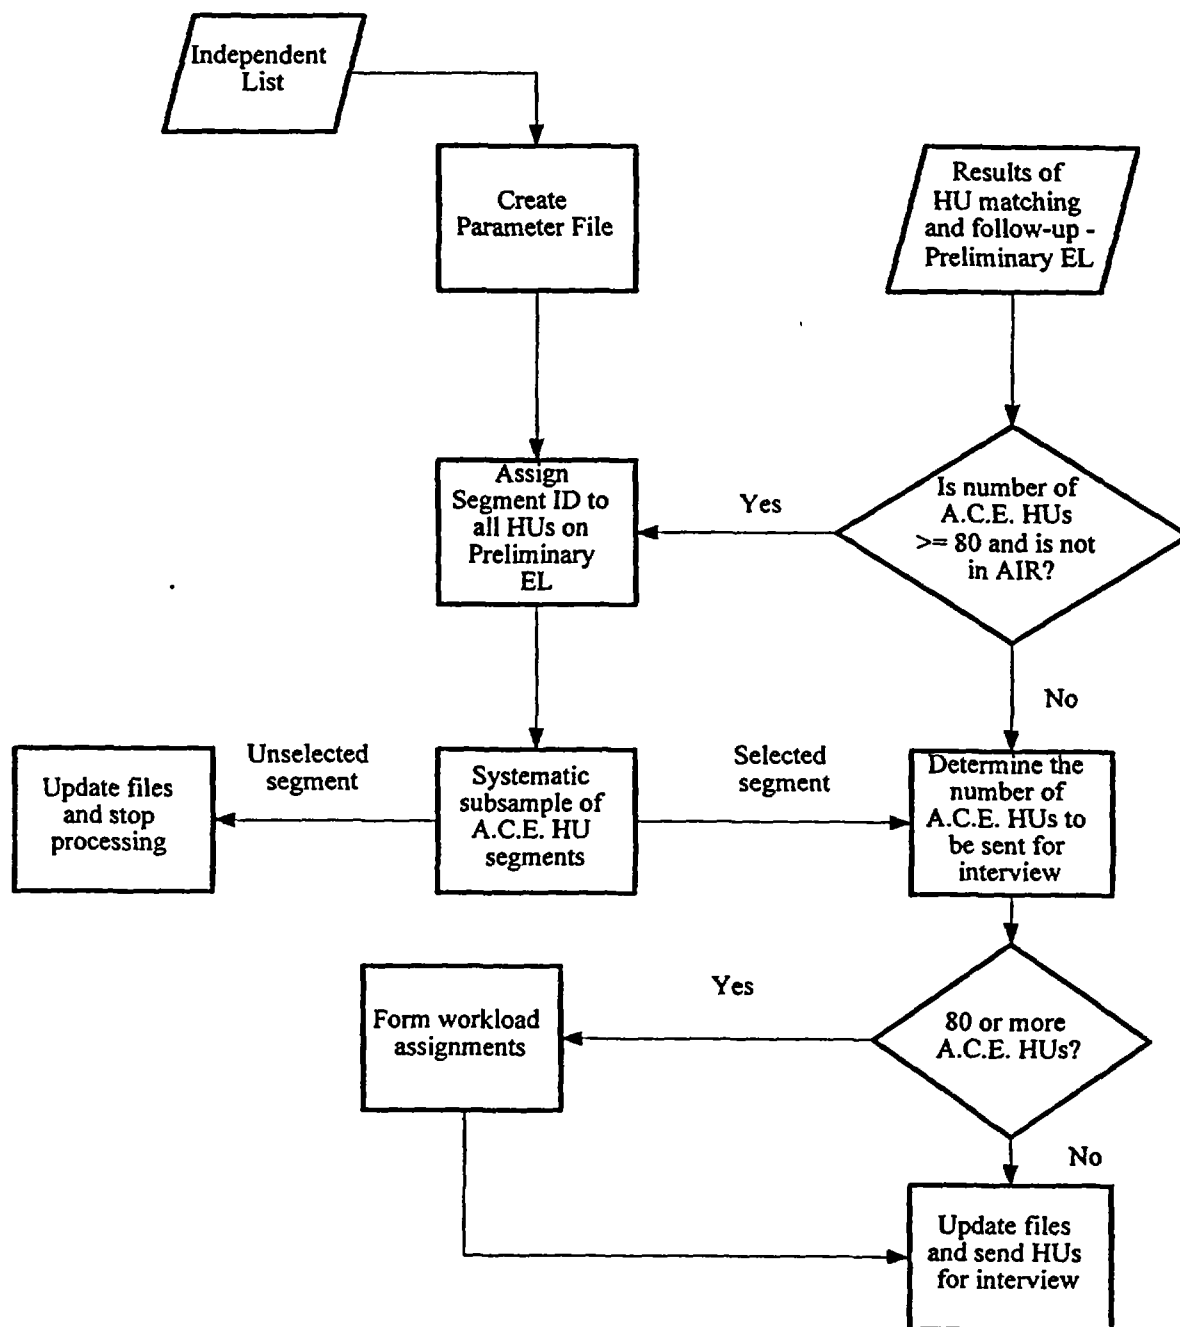 Independent
List
Create
Parameter File
Results of
HU matching
and follow-up -
Preliminary EL
Assign
Segment ID to
all HUs on
Preliminary
EL
Yes
Is number of
A.C.E. HUs
>= 80 and is not
in AIR?
No
Update files
and stop
processing
Unselected
segment
Systematic
subsample of
A.C.E. HU
segments
Selected
segment
Determine the
number of
A.C.E. HUs to
be sent for
interview
Form workload
assignments
Yes
80 or more
A.C.E. HUs?
No
Update files
and send HUs
for interview